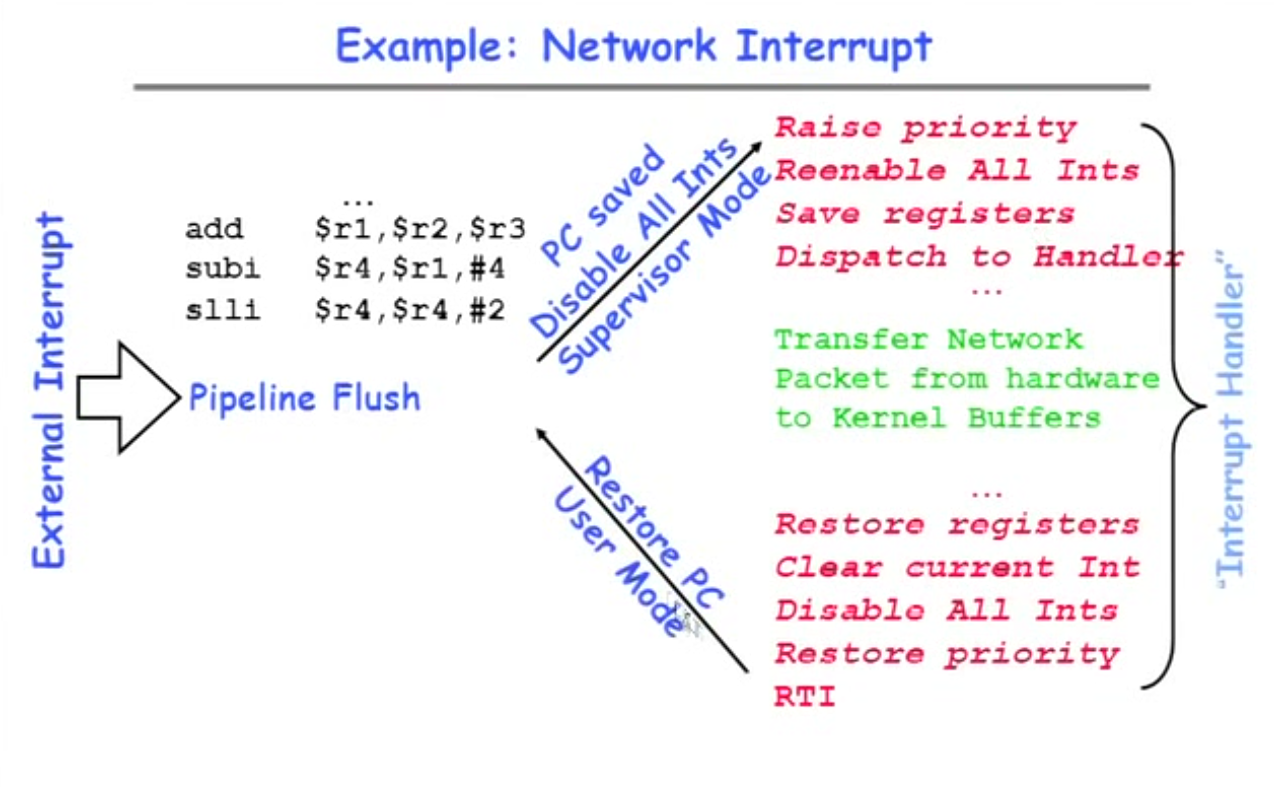 Example: Network Interrupt
External Interrupt
...
add $r1,$r2,$r3
subi $r4,$r1,#4
slli $r4,$r4,#2
Pipeline Flush
PC saved
Disable All Ints
Supervisor Mode
Raise priority
Reenable All Ints
Save registers
Dispatch to Handler
...
Transfer Network
Packet from hardware
to Kernel Buffers
...
Restore registers
Clear current Int
Disable All Ints
Restore priority
RTI
Restore PC
User Mode
“Interrupt Handler”